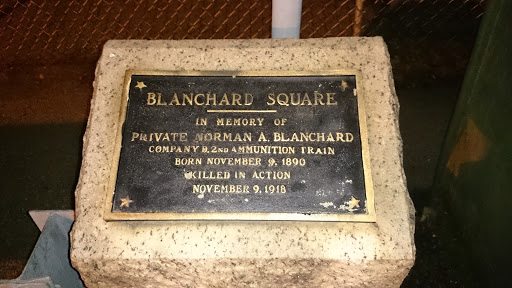 BLANCHARD SQUARE
IN MEMORY OF
PRIVATE NORMAN A. BLANCHARD
COMPANY B, 2ND AMMUNITION TRAIN
BORN NOVEMBER 9, 1890
KILLED IN ACTION
NOVEMBER 9, 1918